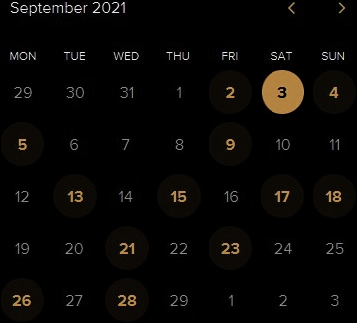 September 2021 < >
MON TUE WED THU FRI SAT SUN
29 30 31 1 2 3 4
5 6 7 8 9 10 11
12 13 14 15 16 17 18
19 20 21 22 23 24 25
26 27 28 29 1 2 3